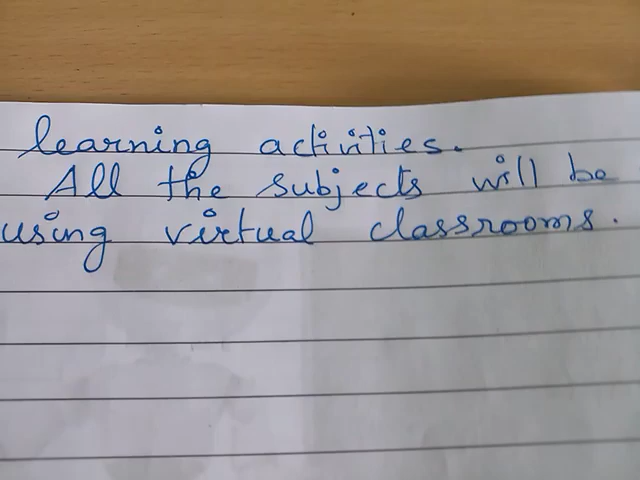 learning activities.
All the subjects will be
using virtual classrooms.